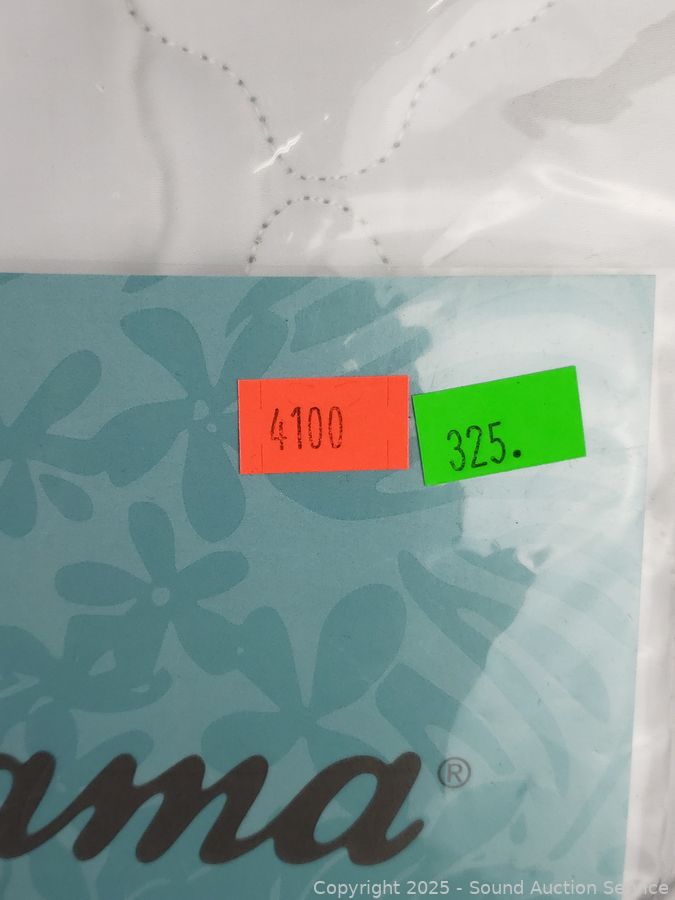 4100
325.
ama®
Copyright 2025 - Sound Auction Service